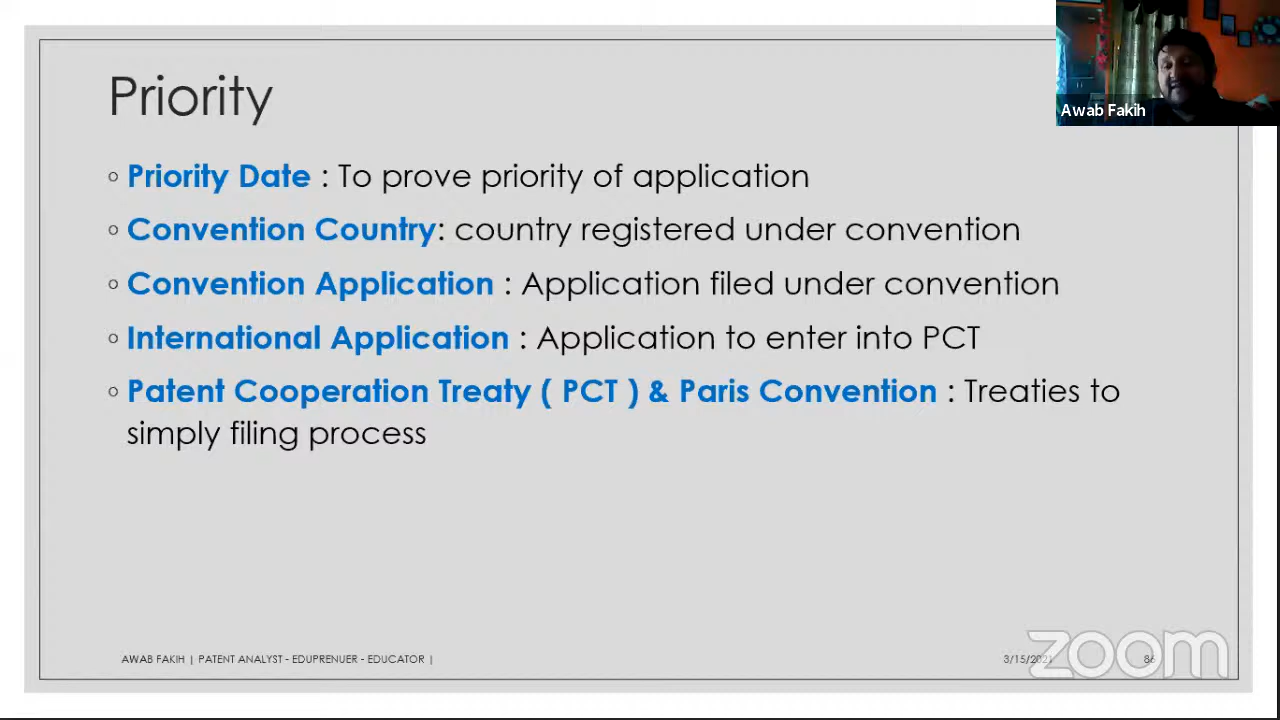 Priority
Awab Fakih
◦ Priority Date : To prove priority of application
◦ Convention Country: country registered under convention
◦ Convention Application : Application filed under convention
◦ International Application : Application to enter into PCT
◦ Patent Cooperation Treaty ( PCT ) & Paris Convention : Treaties to
simply filing process
AWAB FAKIH | PATENT ANALYST - EDUPRENUER - EDUCATOR |
3/15/2021
86
zoom